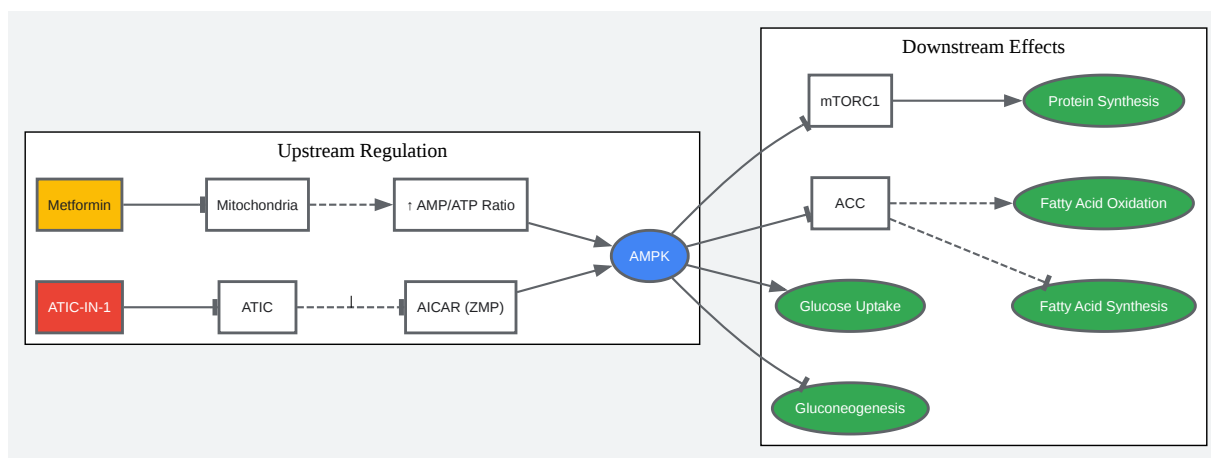 Upstream Regulation
Metformin
Mitochondria
↑ AMP/ATP Ratio
ATIC-IN-1
ATIC
AICAR (ZMP)
AMPK
Downstream Effects
mTORC1
Protein Synthesis
ACC
Fatty Acid Oxidation
Glucose Uptake
Fatty Acid Synthesis
Gluconeogenesis